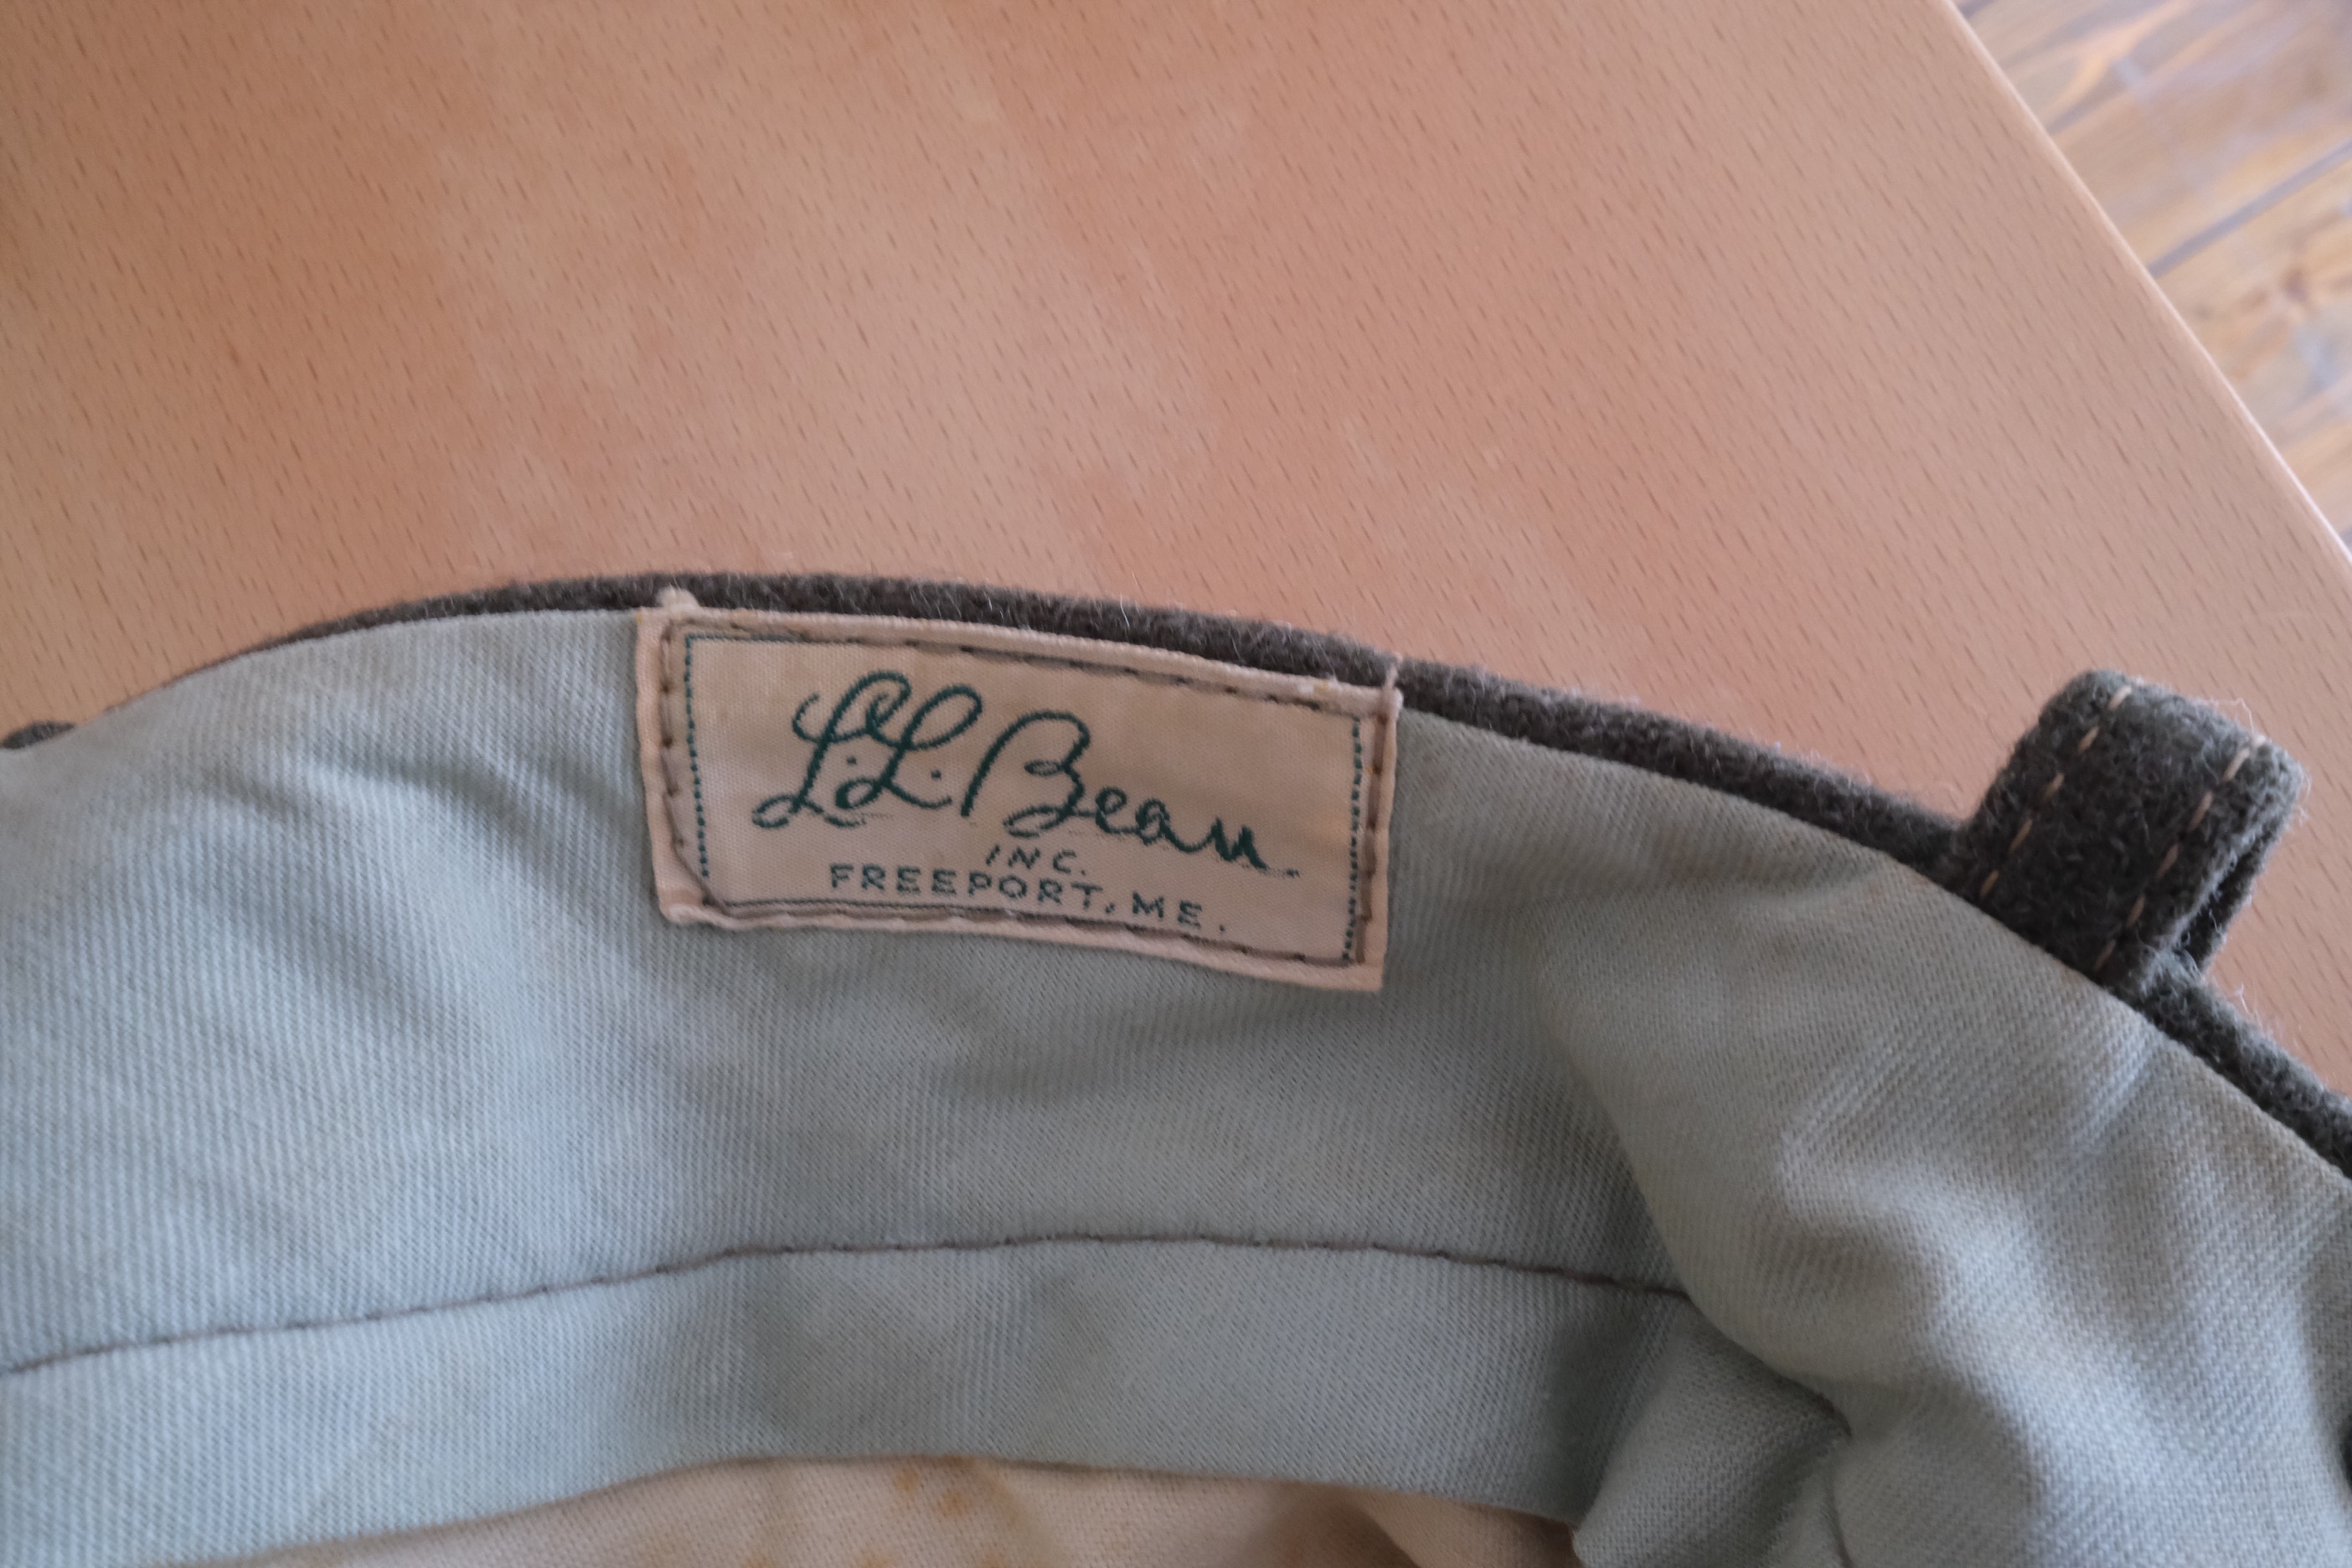 L.L. Bean
INC.
FREEPORT, ME.